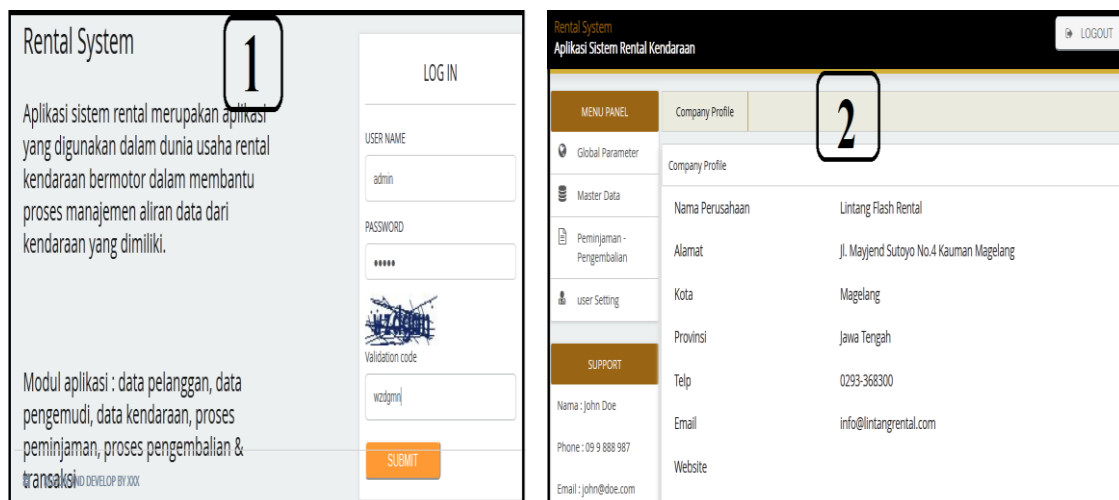 Rental System
1
Aplikasi sistem rental merupakan aplikasi
yang digunakan dalam dunia usaha rental
kendaraan bermotor dalam membantu
proses manajemen aliran data dari
kendaraan yang dimiliki.
Modul aplikasi : data pelanggan, data
pengemudi, data kendaraan, proses
peminjaman, proses pengembalian &
transaksi
ND DEVELOP BY XXX
LOG IN
USER NAME
admin
PASSWORD
•••••
wzdgmn
Validation code
wzdgmn
SUBMIT
Rental System
Aplikasi Sistem Rental Kendaraan
LOGOUT
2
MENU PANEL
Global Parameter
Master Data
Peminjaman -
Pengembalian
user Setting
SUPPORT
Nama : John Doe
Phone : 09 9 888 987
Email : john@doe.com
Company Profile
Company Profile
Nama Perusahaan Lintang Flash Rental
Alamat Jl. Mayjend Sutoyo No.4 Kauman Magelang
Kota Magelang
Provinsi Jawa Tengah
Telp 0293-368300
Email info@lintangrental.com
Website